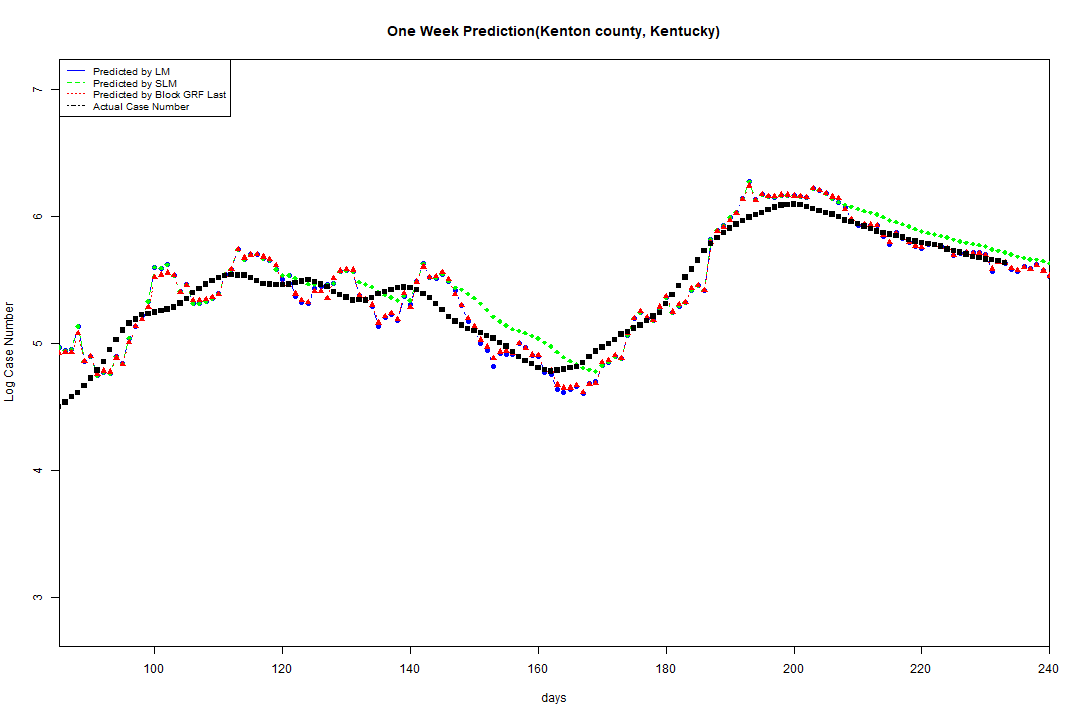 One Week Prediction(Kenton county, Kentucky)
Predicted by LM
Predicted by SLM
Predicted by Block GRF Last
Actual Case Number
7
6
5
4
3
Log Case Number
100 120 140 160 180 200 220 240
days